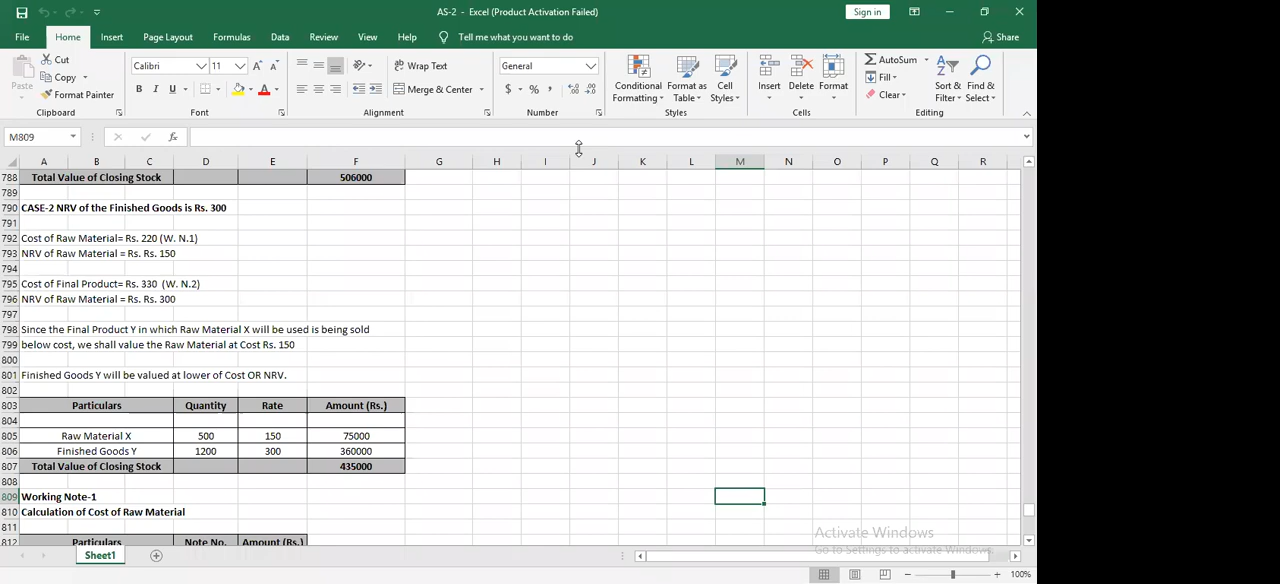 AS-2 - Excel (Product Activation Failed)
Sign in
File Home Insert Page Layout Formulas Data Review View Help Tell me what you want to do Share
Paste
Cut
Copy
Format Painter
Clipboard
Calibri 11
B I U
Font
Wrap Text
Merge & Center
Alignment
General
$ % ,
Number
Conditional Formatting
Format as Table
Cell Styles
Styles
Insert Delete Format
Cells
AutoSum
Fill
Clear
Sort & Filter
Find & Select
Editing
M809 fx
A B C D E F G H I J K L M N O P Q R
788 Total Value of Closing Stock 506000
789
790 CASE-2 NRV of the Finished Goods is Rs. 300
791
792 Cost of Raw Material= Rs. 220 (W. N.1)
793 NRV of Raw Material = Rs. Rs. 150
794
795 Cost of Final Product= Rs. 330 (W. N.2)
796 NRV of Raw Material = Rs. Rs. 300
797
798 Since the Final Product Y in which Raw Material X will be used is being sold
799 below cost, we shall value the Raw Material at Cost Rs. 150
800
801 Finished Goods Y will be valued at lower of Cost OR NRV.
802
803 Particulars Quantity Rate Amount (Rs.)
804
805 Raw Material X 500 150 75000
806 Finished Goods Y 1200 300 360000
807 Total Value of Closing Stock 435000
808
809 Working Note-1
810 Calculation of Cost of Raw Material
811
812 Particulars Note No. Amount (Rs.)
Activate Windows
Go to Settings to activate Windows.
Sheet1
100%